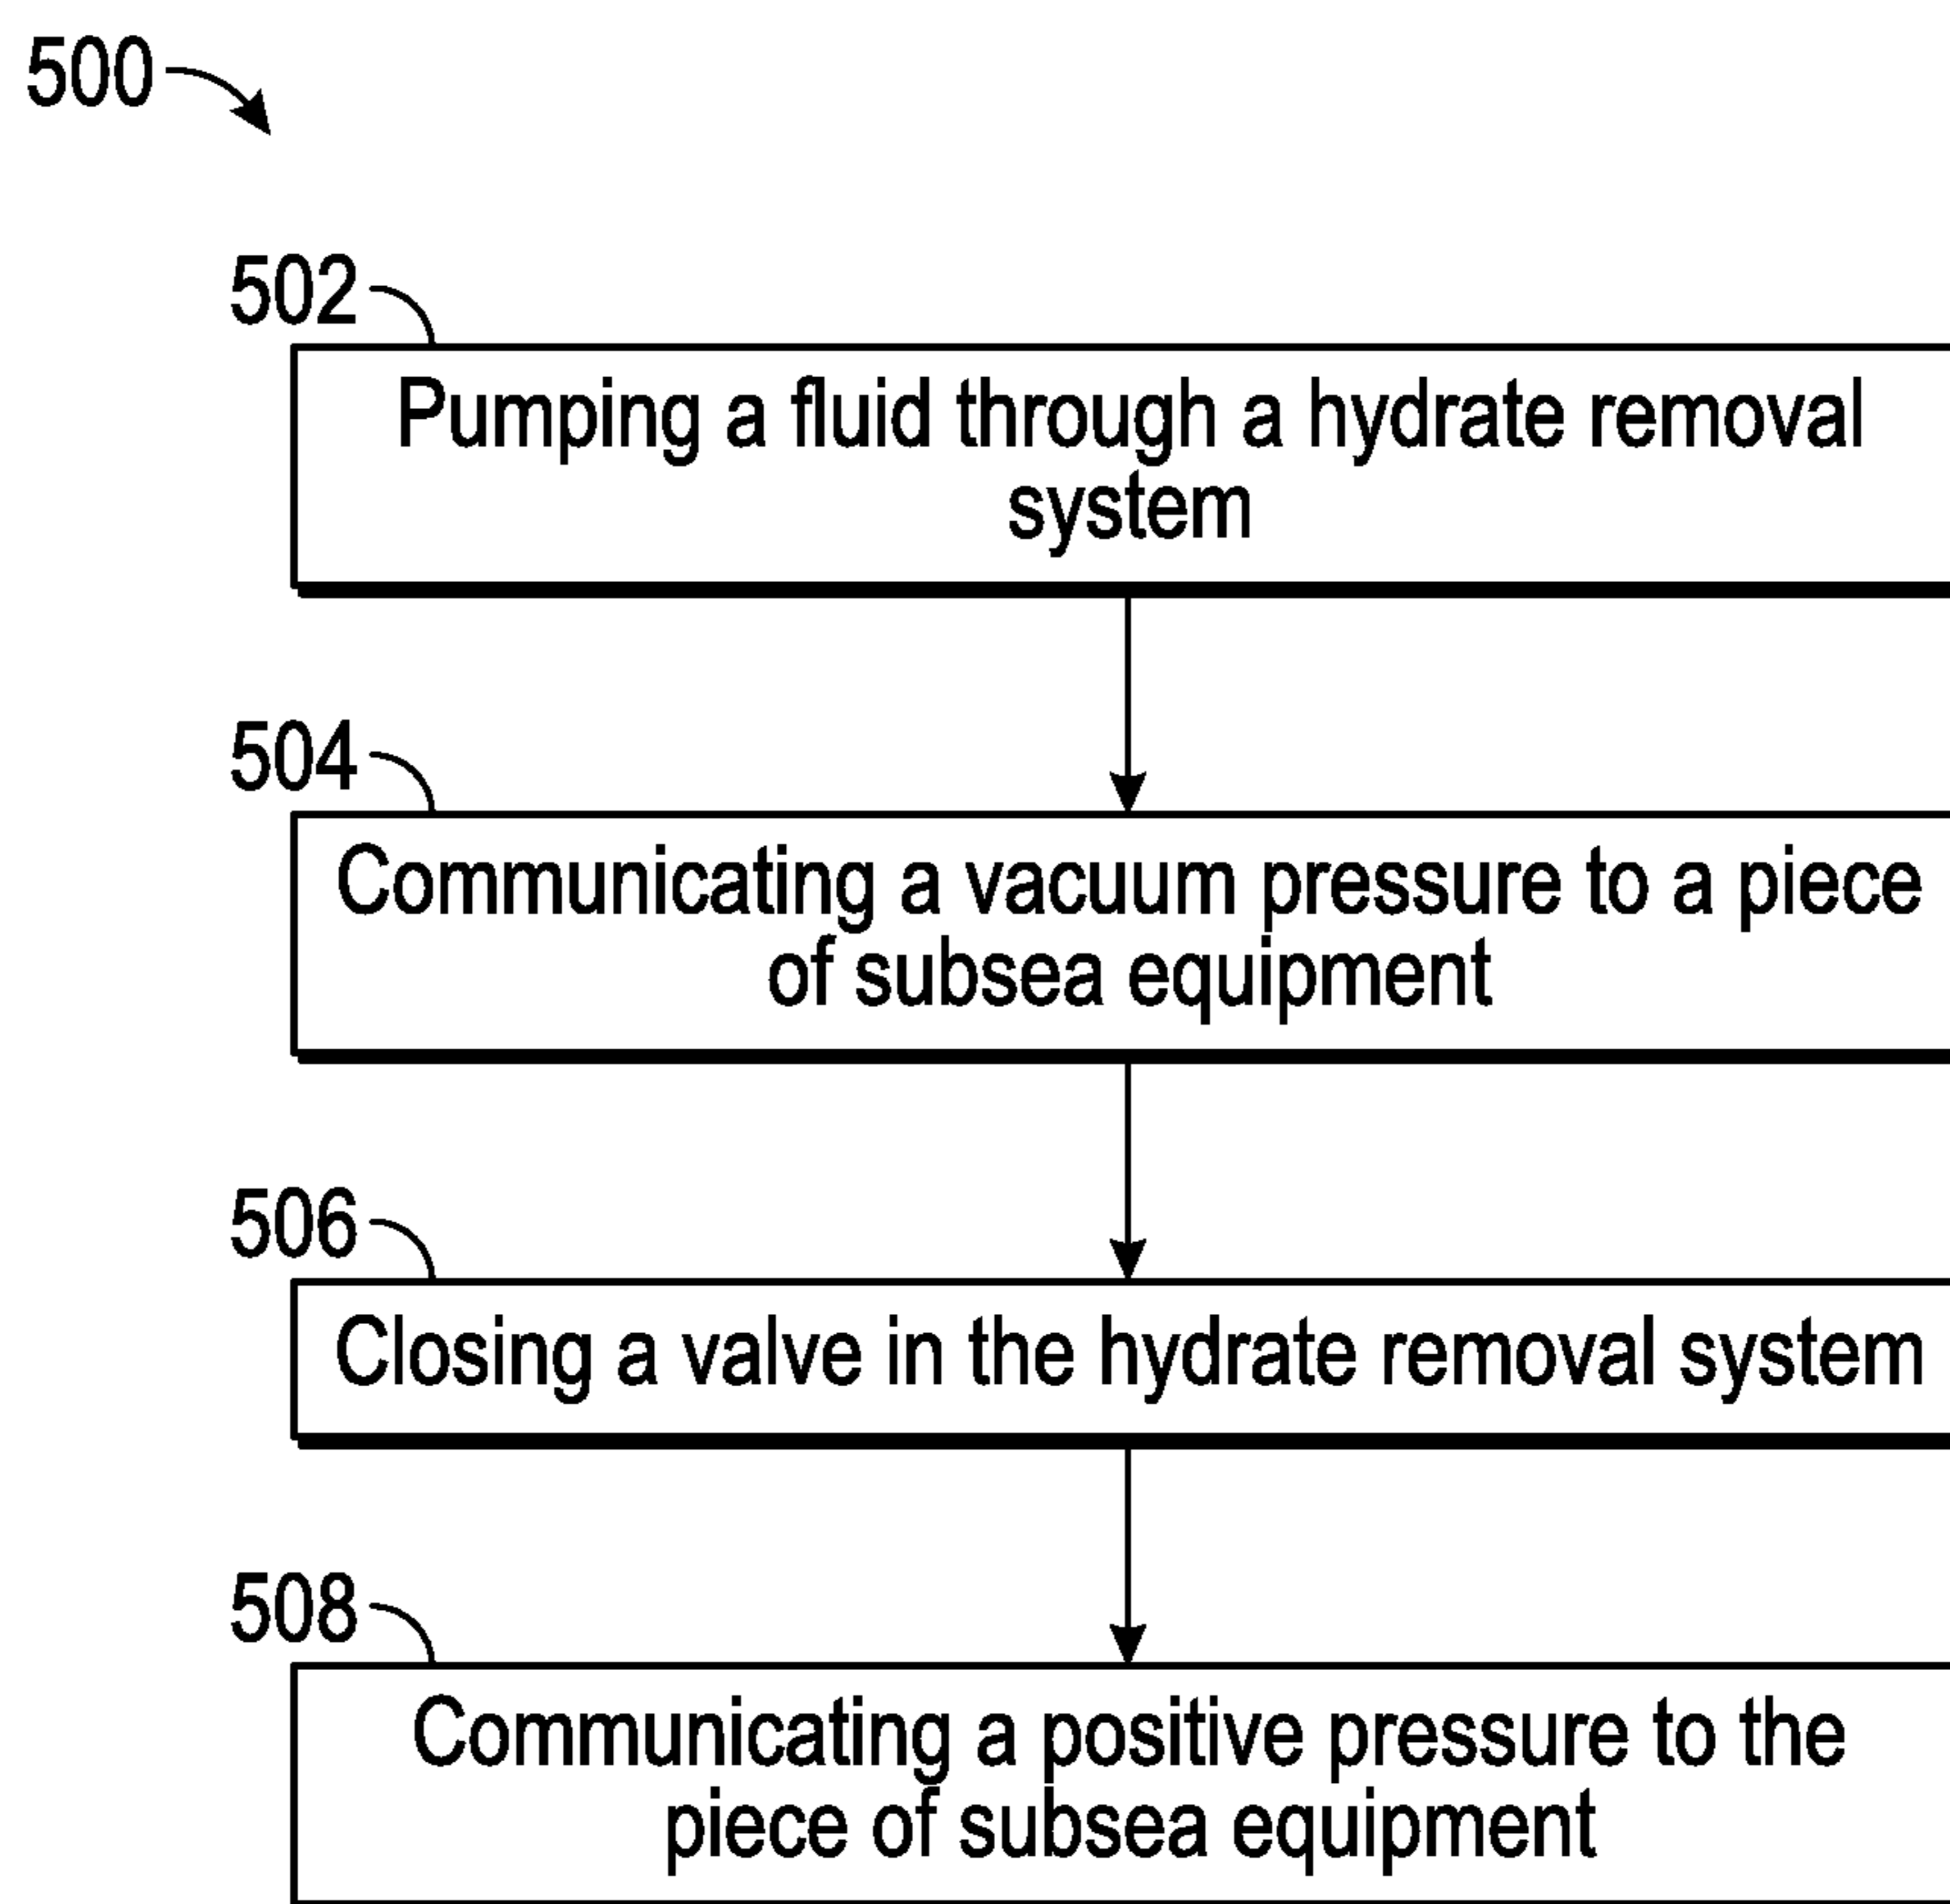 500
502
Pumping a fluid through a hydrate removal
system
504
Communicating a vacuum pressure to a piece
of subsea equipment
506
Closing a valve in the hydrate removal system
508
Communicating a positive pressure to the
piece of subsea equipment